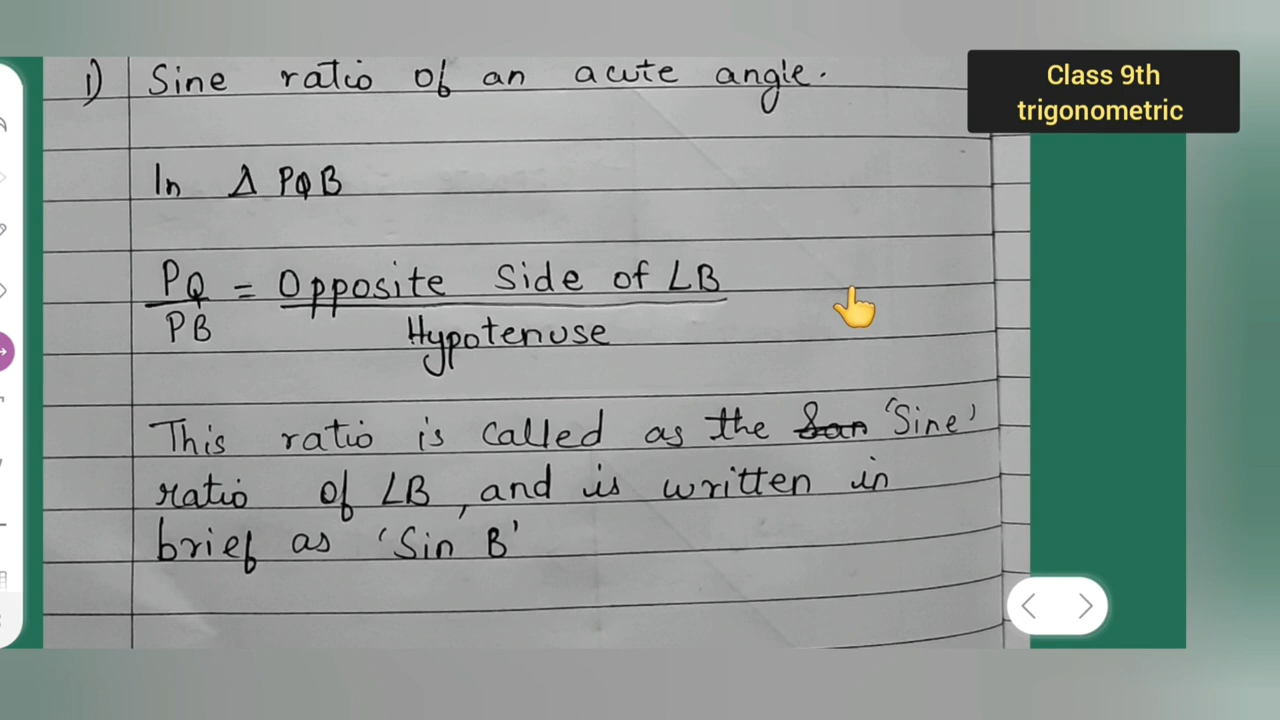 1) Sine ratio of an acute angle.
In Δ PQB
PQ = Opposite side of ∠B
PB Hypotenuse
This ratio is called as the San 'Sine'
ratio of ∠B, and is written in
brief as 'Sin B'
Class 9th
trigonometric